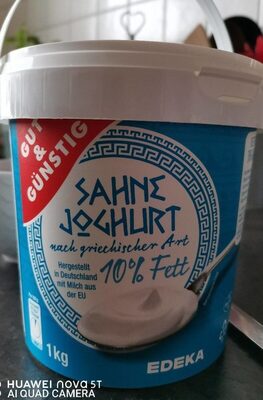 GUT
&
GÜNSTIG
SAHNE
JOGHURT
nach griechischer Art
Hergestellt
in Deutschland
mit Milch aus
der EU
10% Fett
1kg
EDEKA
HUAWEI nova 5T
AI QUAD CAMERA